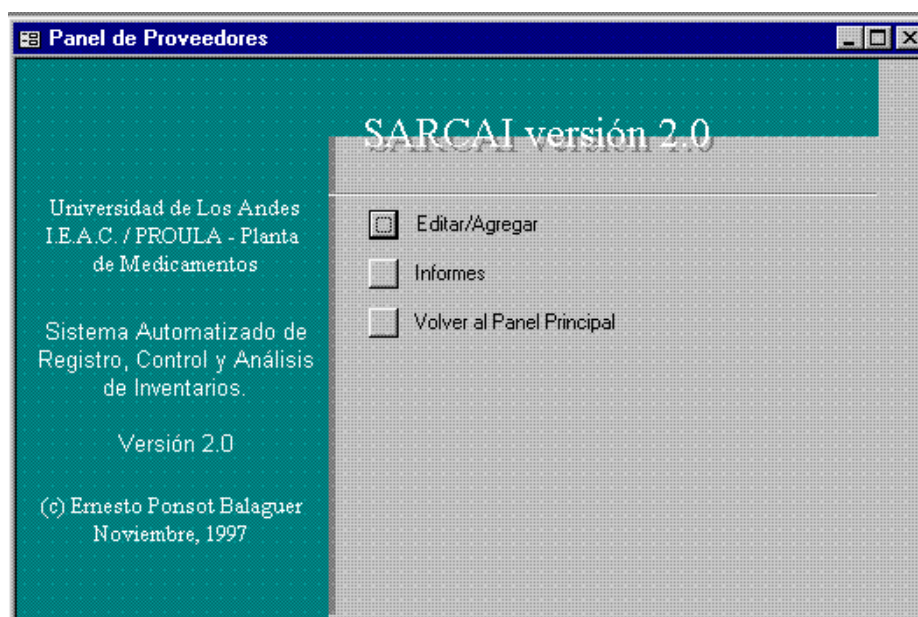 Panel de Proveedores
SARCAI versión 2.0
Universidad de Los Andes
I.E.A.C. / PROULA - Planta
de Medicamentos
Sistema Automatizado de
Registro, Control y Análisis
de Inventarios.
Versión 2.0
(c) Ernesto Ponsot Balaguer
Noviembre, 1997
Editar/Agregar
Informes
Volver al Panel Principal